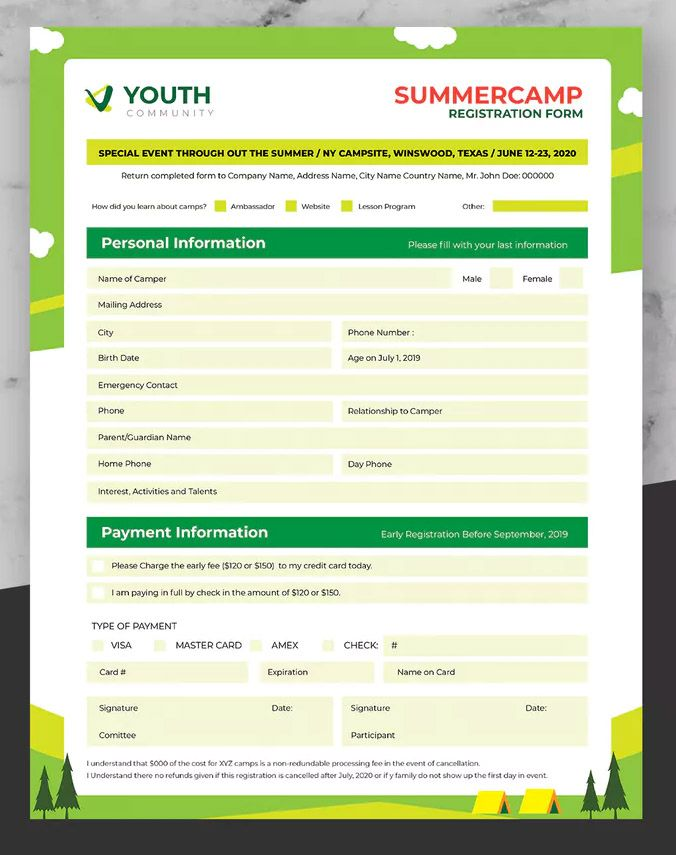 YOUTH
COMMUNITY
SUMMERCAMP
REGISTRATION FORM
SPECIAL EVENT THROUGH OUT THE SUMMER / NY CAMPSITE, WINSWOOD, TEXAS / JUNE 12-23, 2020
Return completed form to Company Name, Address Name, City Name Country Name, Mr. John Doe: 000000
How did you learn about camps? Ambassador Website Lesson Program Other:
Personal Information Please fill with your last information
Name of Camper Male Female
Mailing Address
City Phone Number :
Birth Date Age on July 1, 2019
Emergency Contact
Phone Relationship to Camper
Parent/Guardian Name
Home Phone Day Phone
Interest, Activities and Talents
Payment Information Early Registration Before September, 2019
Please Charge the early fee ($120 or $150) to my credit card today.
I am paying in full by check in the amount of $120 or $150.
TYPE OF PAYMENT
VISA MASTER CARD AMEX CHECK: #
Card # Expiration Name on Card
Signature Date: Signature Date:
Comittee Participant
I understand that $000 of the cost for XYZ camps is a non-redundable processing fee in the event of cancellation.
I Understand there no refunds given if this registration is cancelled after July, 2020 or if y family do not show up the first day in event.